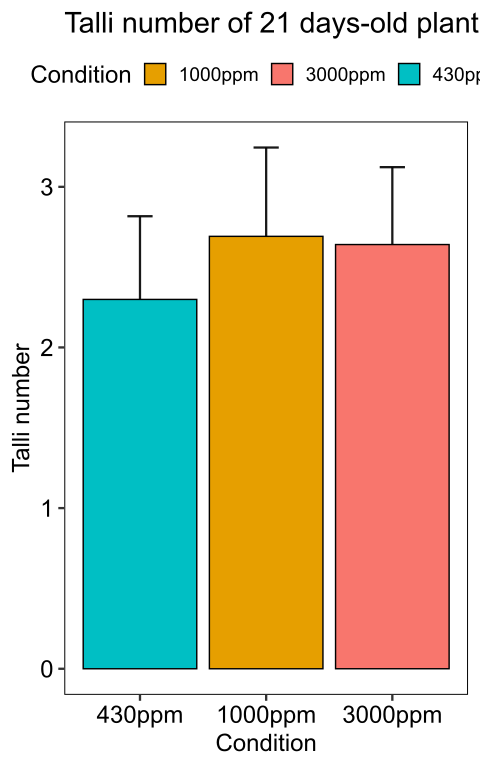 Talli number of 21 days-old plant
Condition 1000ppm 3000ppm 430pp
3
2
1
0
Talli number
430ppm 1000ppm 3000ppm
Condition